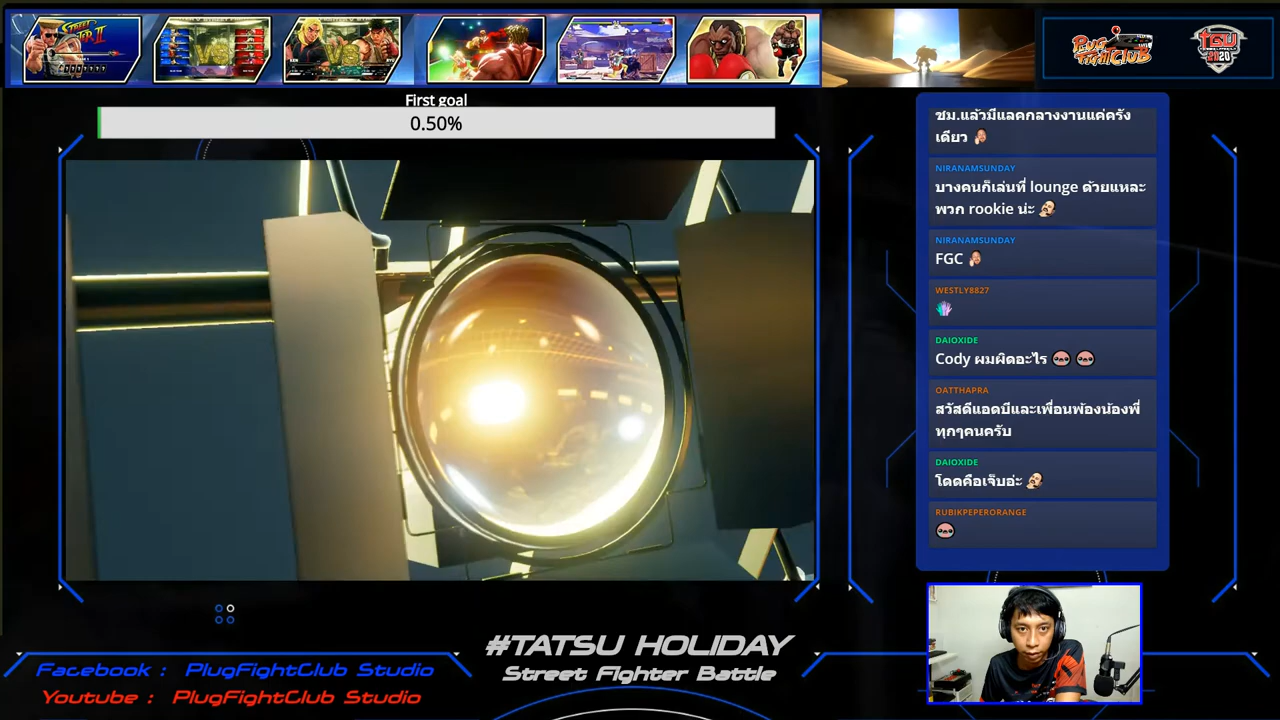 First goal
0.50%
ชม.แล้วมีแลคกลางงานแค่ครั้ง
เดียว
NIRANAMSUNDAY
บางคนก็เล่นที่ lounge ด้วยแหละ
พวก rookie น่ะ
NIRANAMSUNDAY
FGC
WESTLY8827
DAIOXIDE
Cody ผมผิดอะไร
OATTHAPRA
สวัสดีแอดบีและเพื่อนพ้องน้องพี่
ทุกๆคนครับ
DAIOXIDE
โดดคือเจ็บอ่ะ
RUBIKPEPERORANGE
#TATSU HOLIDAY
Street Fighter Battle
Facebook : PlugFightClub Studio
Youtube : PlugFightClub Studio
PLUG
FIGHTCLUB
2020